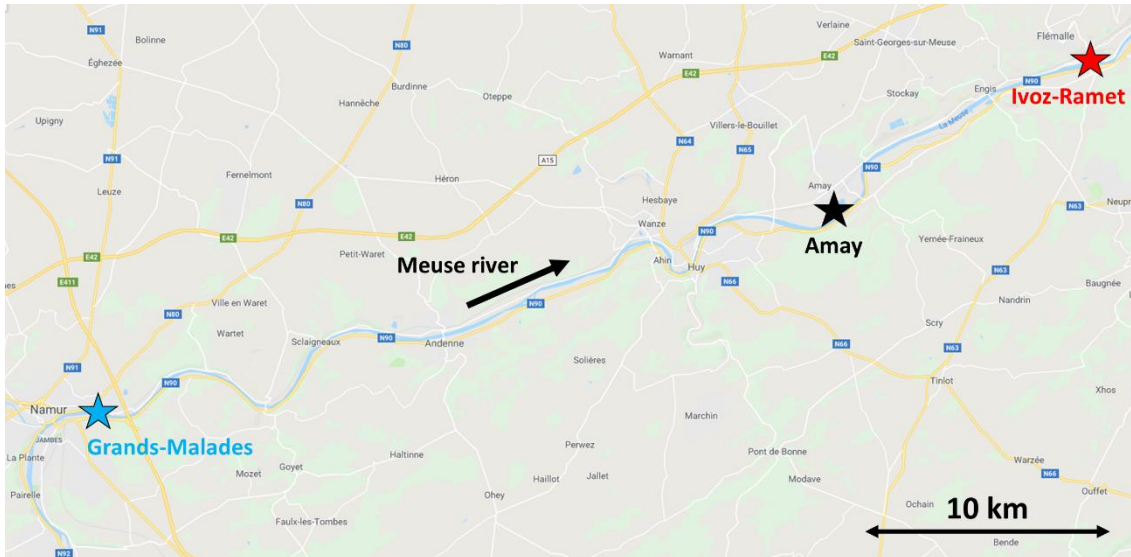 N91
Bolinne
N80
Verlaine
Flémalle
Éghezée
Warnant
E42
Saint-Georges-sur-Meuse
N90
Burdinne
E42
Engis
Hannêche
Oteppe
Stockay
Ivoz-Ramet
La Meuse
Upigny
Villers-le-Bouillet
N64
N65
N91
A15
N90
Leuze
Fernelmont
Héron
Amay
N63
Neupr
N80
Hesbaye
Wanze
N90
E42
E42
Amay
Yernée-Fraineux
Petit-Waret
Meuse river
Ahin
Huy
E42
N63
nes
E411
N66
Baugnée
Ville en Waret
N90
Nandrin
N80
Wartet
Scry
Sclaigneaux
N90
Andenne
N66
N63
N91
Solières
N90
Tinlot
Xhos
Namur
Marchin
JAMBES
Grands-Malades
Perwez
Pont de Bonne
Warzée
La Plante
Haltinne
Goyet
Mozet
Haillot
Jallet
Modave
N66
Pairelle
Ouffet
Ohey
Ochain
10 km
Faulx-les-Tombes
Bende
N92